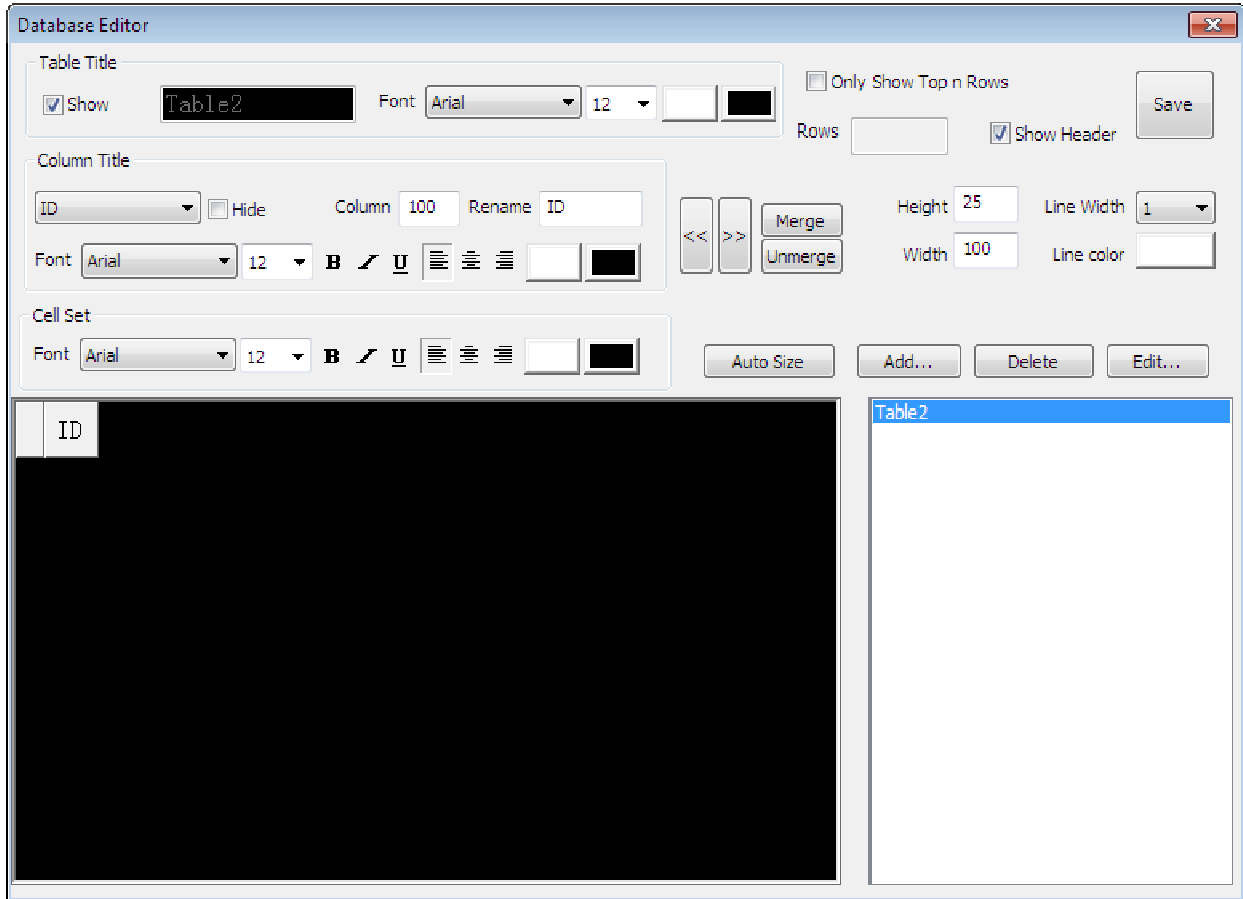 Database Editor
Table Title
Show Table2 Font Arial 12
Only Show Top n Rows
Rows Show Header
Save
Column Title
ID Hide Column 100 Rename ID
Font Arial 12 B I U
<< >> Merge
Unmerge
Height 25 Line Width 1
Width 100 Line color
Cell Set
Font Arial 12 B I U
Auto Size Add... Delete Edit...
ID
Table2